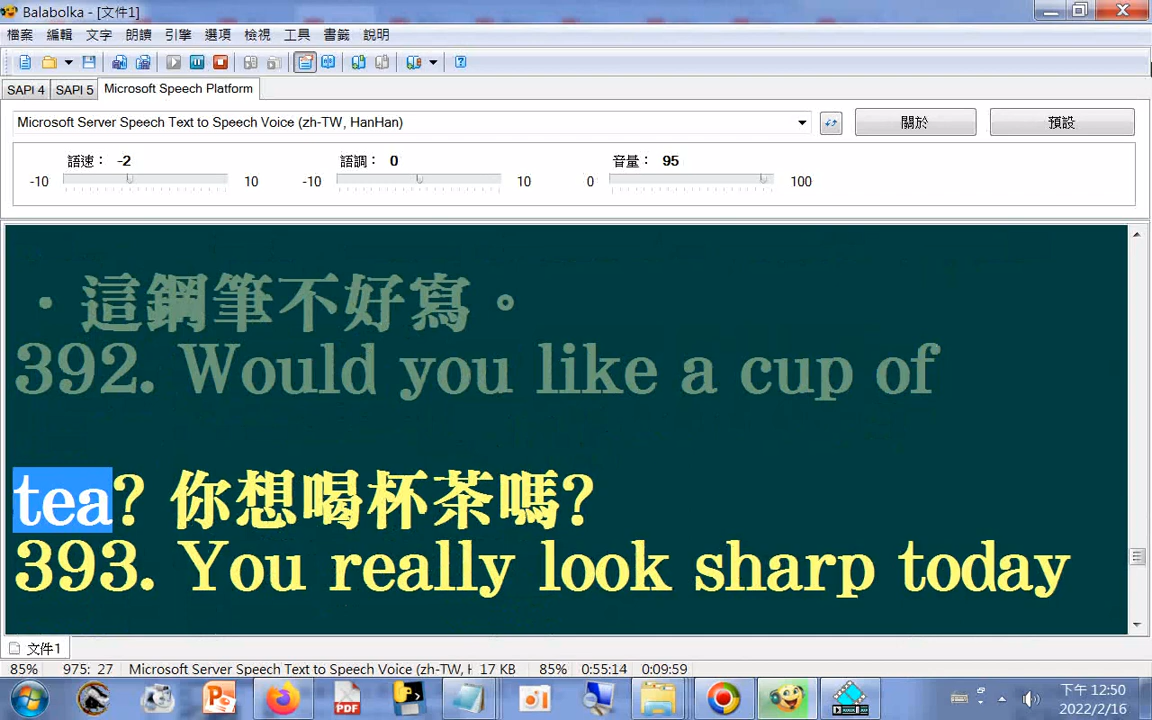 Balabolka - [文件1]
檔案 編輯 文字 朗讀 引擎 選項 檢視 工具 書籤 說明
SAPI 4 SAPI 5 Microsoft Speech Platform
Microsoft Server Speech Text to Speech Voice (zh-TW, HanHan) 關於 預設
語速： -2 語調： 0 音量： 95
-10 10 -10 10 0 100
·這鋼筆不好寫。
392. Would you like a cup of
tea? 你想喝杯茶嗎?
393. You really look sharp today
文件1
85% 975: 27 Microsoft Server Speech Text to Speech Voice (zh-TW, H 17 KB 85% 0:55:14 0:09:59
PDF
下午 12:50
2022/2/16